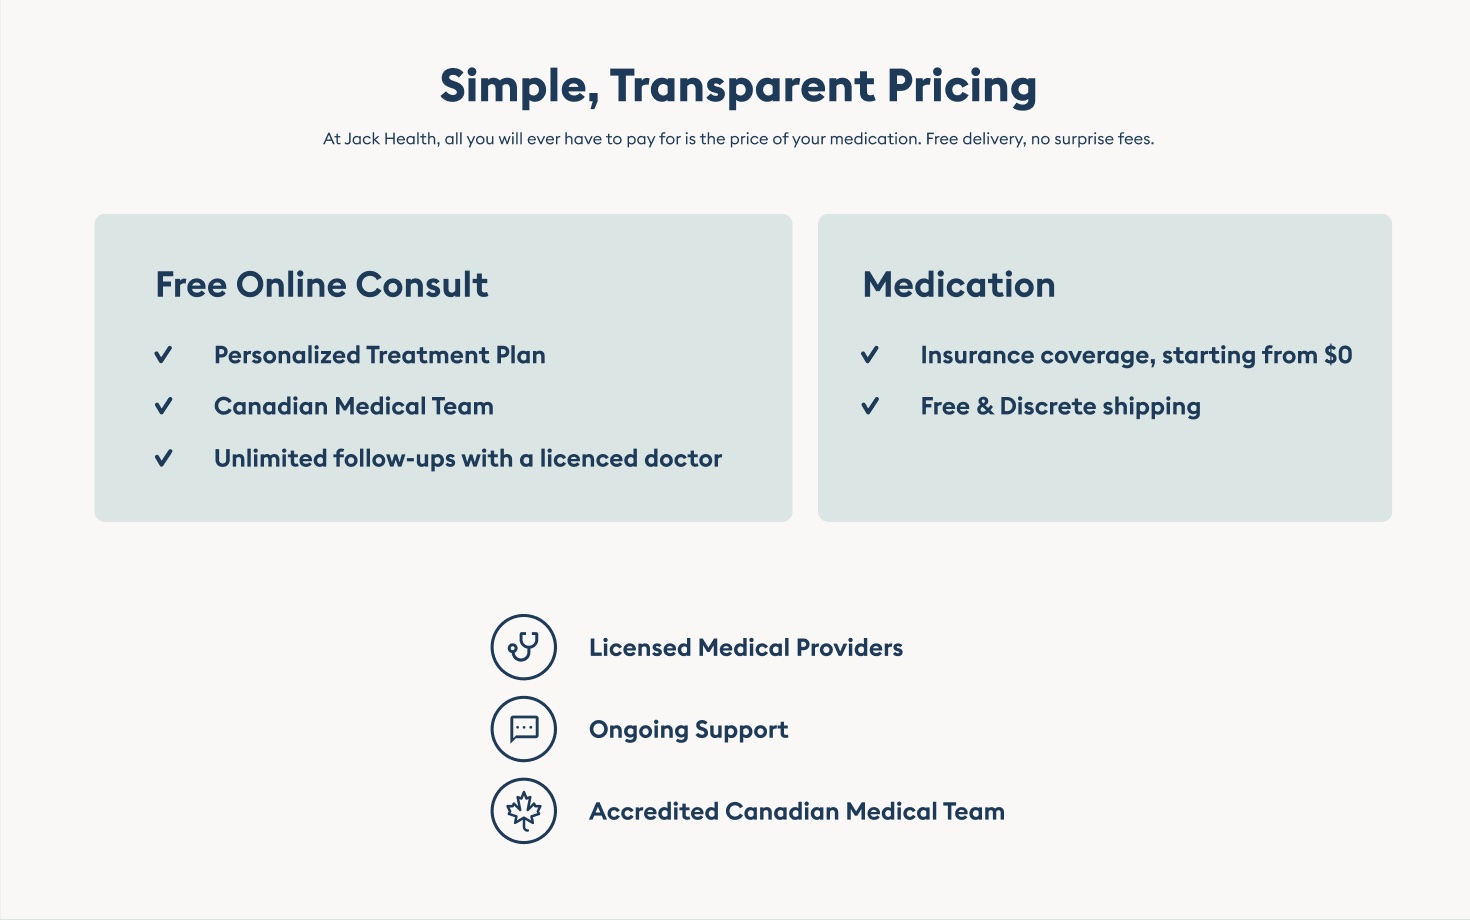 Simple, Transparent Pricing
At Jack Health, all you will ever have to pay for is the price of your medication. Free delivery, no surprise fees.
Free Online Consult
Personalized Treatment Plan
Canadian Medical Team
Unlimited follow-ups with a licenced doctor
Medication
Insurance coverage, starting from $0
Free & Discrete shipping
Licensed Medical Providers
Ongoing Support
Accredited Canadian Medical Team